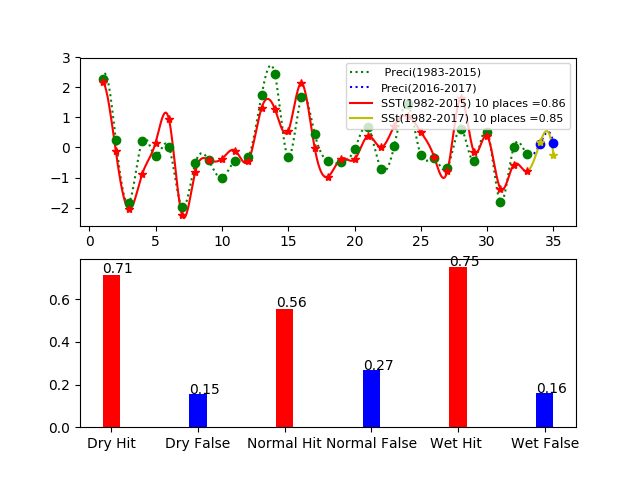 3
2
1
0
−1
−2
Preci(1983-2015)
Preci(2016-2017)
SST(1982-2015) 10 places =0.86
SSt(1982-2017) 10 places =0.85
0 5 10 15 20 25 30 35
0.6
0.4
0.2
0.0
0.71
0.15
0.56
0.27
0.75
0.16
Dry Hit Dry False Normal Hit Normal False Wet Hit Wet False